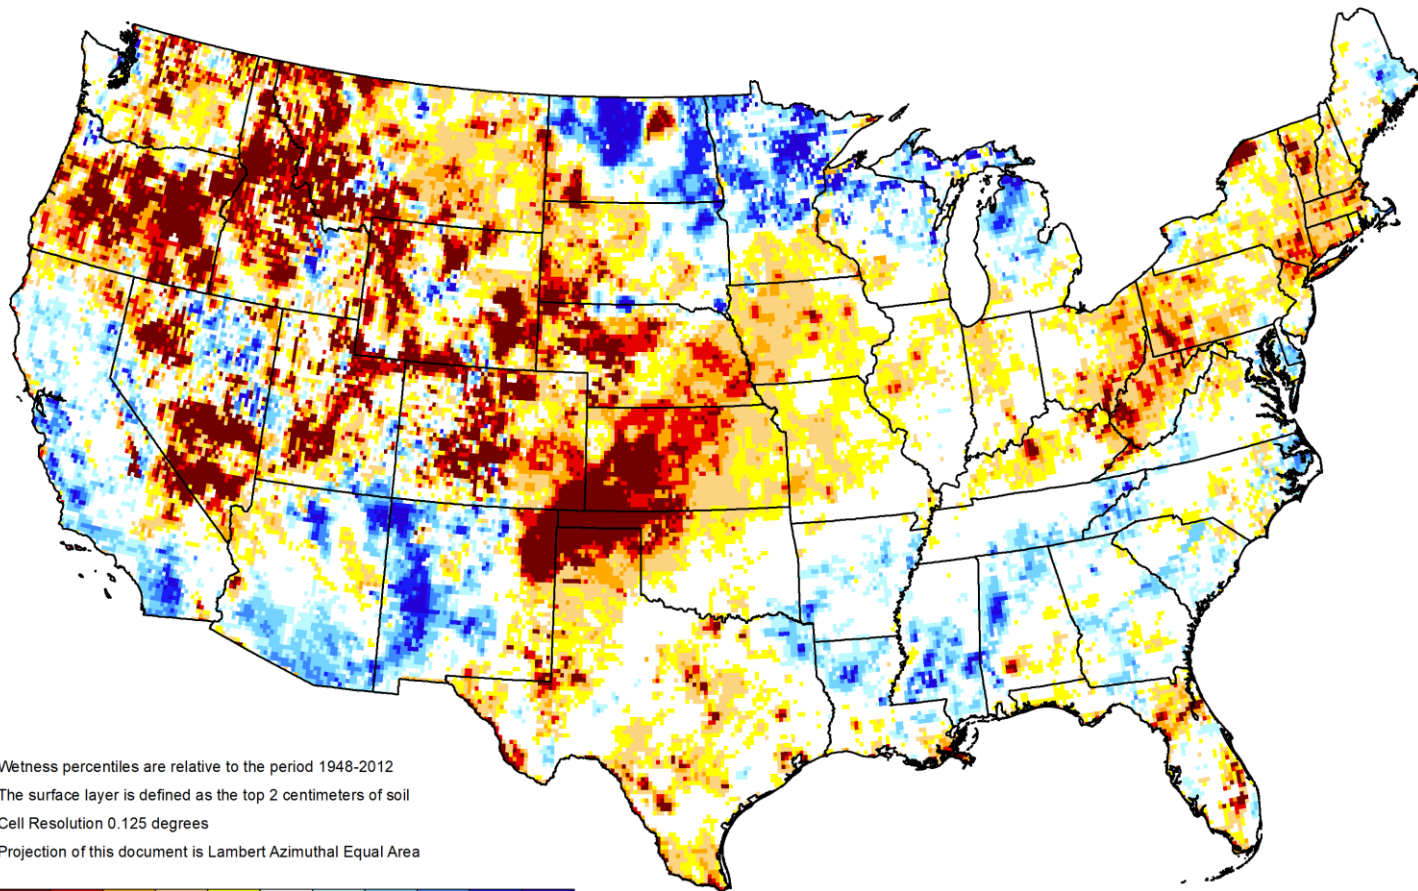 Wetness percentiles are relative to the period 1948-2012
The surface layer is defined as the top 2 centimeters of soil
Cell Resolution 0.125 degrees
Projection of this document is Lambert Azimuthal Equal Area